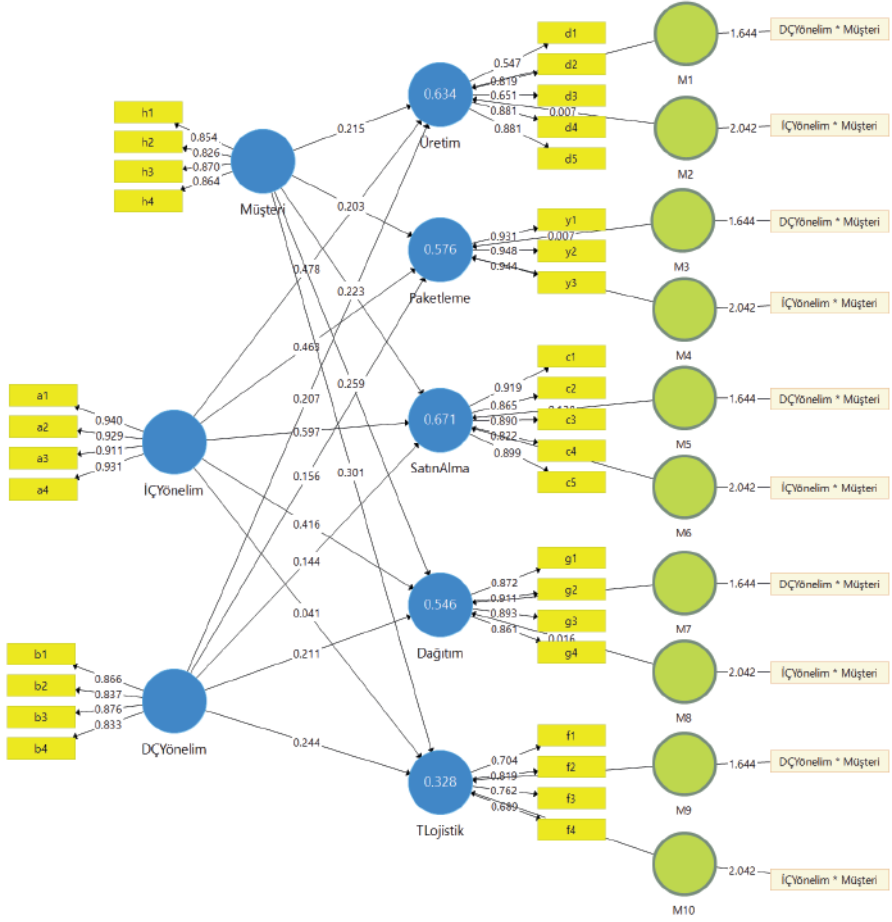 d1
0.547
d2
0.819
0.651
d3
0.007
0.881
d4
0.881
d5
0.634
Üretim
M1
1.644
DÇYönelim * Müşteri
M2
2.042
İÇYönelim * Müşteri
h1
0.854
h2
0.826
h3
0.870
h4
0.864
Müşteri
0.215
0.203
0.223
0.259
0.301
y1
0.931
0.007
y2
0.948
y3
0.944
0.576
Paketleme
M3
1.644
DÇYönelim * Müşteri
M4
2.042
İÇYönelim * Müşteri
0.478
0.463
0.597
0.416
0.041
a1
0.940
a2
0.929
a3
0.911
a4
0.931
İÇYönelim
c1
0.919
c2
0.865
c3
0.890
c4
0.822
c5
0.899
0.671
SatınAlma
M5
1.644
DÇYönelim * Müşteri
M6
2.042
İÇYönelim * Müşteri
0.207
0.156
0.144
0.211
0.244
g1
0.872
g2
0.911
g3
0.893
g4
0.861
0.016
0.546
Dağıtım
M7
1.644
DÇYönelim * Müşteri
M8
2.042
İÇYönelim * Müşteri
b1
0.866
b2
0.837
b3
0.876
b4
0.833
DÇYönelim
f1
0.704
f2
0.819
f3
0.762
f4
0.689
0.328
TLojistik
M9
1.644
DÇYönelim * Müşteri
M10
2.042
İÇYönelim * Müşteri